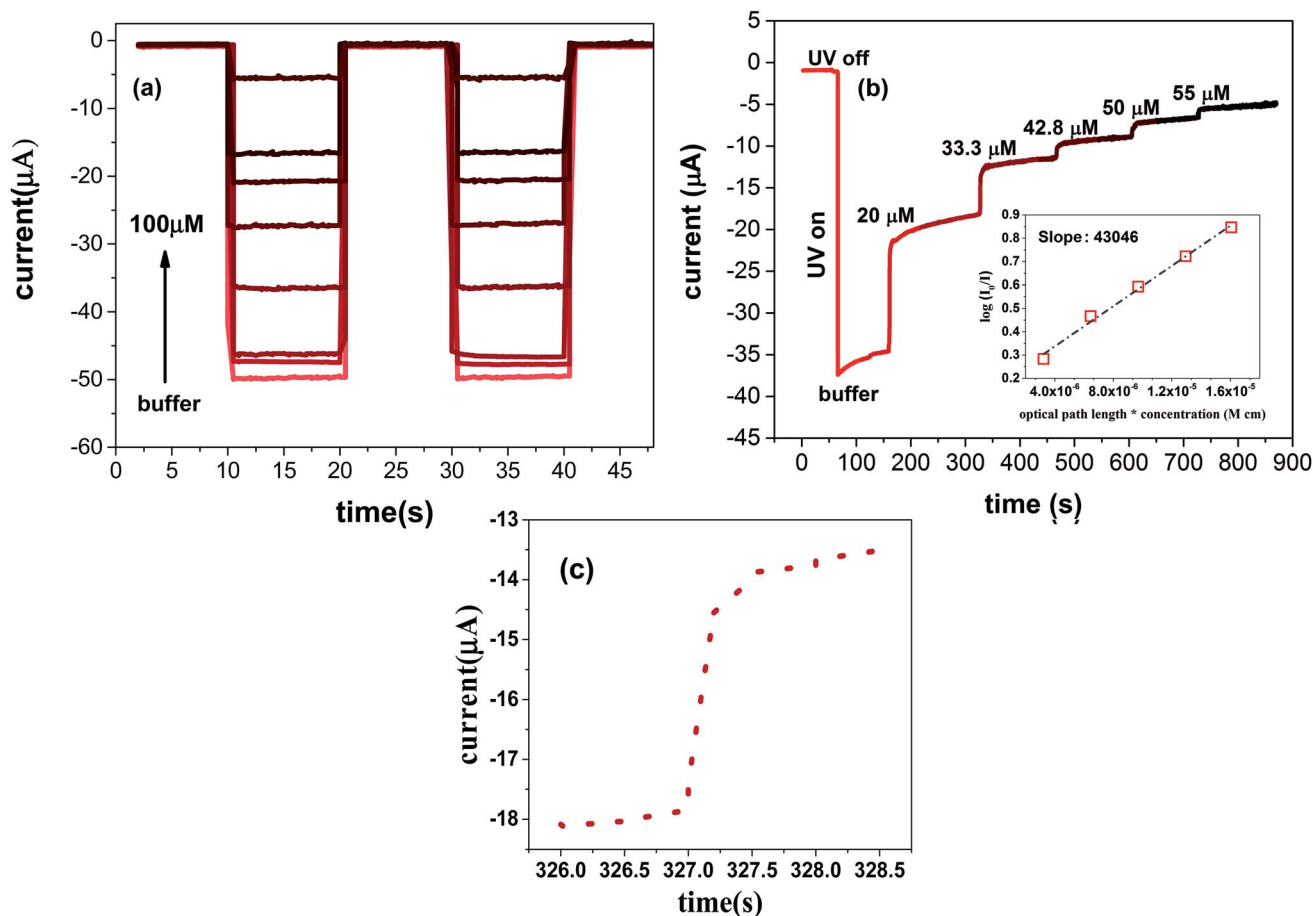 (a)
0
-10
-20
-30
-40
-50
-60
current(μA)
100μM
buffer
0 5 10 15 20 25 30 35 40 45
time(s)
(b)
5
0
-5
-10
-15
-20
-25
-30
-35
-40
-45
current (μA)
UV off
UV on
buffer
20 μM
33.3 μM
42.8 μM
50 μM
55 μM
0 100 200 300 400 500 600 700 800 900
time (s)
Slope: 43046
0.9
0.8
0.7
0.6
0.5
0.4
0.3
0.2
log (I0/I)
4.0x10-6 8.0x10-6 1.2x10-5 1.6x10-5
optical path length * concentration (M cm)
(c)
-13
-14
-15
-16
-17
-18
current(μA)
326.0 326.5 327.0 327.5 328.0 328.5
time(s)